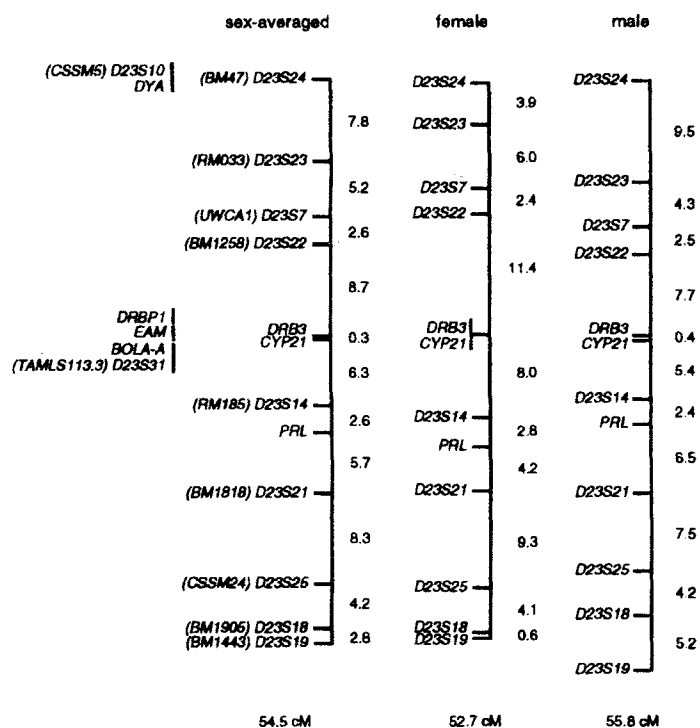 sex-averaged female male
(CSSM5) D23S10
DYA
DRBP1
EAM
BOLA-A
(TAMLS113.3) D23S31
(BM47) D23S24
7.8
(RM033) D23S23
5.2
(UWCA1) D23S7
2.6
(BM1258) D23S22
8.7
DRB3
0.3
CYP21
6.3
(RM185) D23S14
2.6
PRL
5.7
(BM1818) D23S21
8.3
(CSSM24) D23S25
4.2
(BM1905) D23S18
2.8
(BM1443) D23S19
54.5 cM
D23S24
3.9
D23S23
6.0
D23S7
2.4
D23S22
11.4
DRB3
CYP21
8.0
D23S14
2.8
PRL
4.2
D23S21
9.3
D23S25
4.1
D23S18
0.6
D23S19
52.7 cM
D23S24
9.5
D23S23
4.3
D23S7
2.5
D23S22
7.7
DRB3
0.4
CYP21
5.4
D23S14
2.4
PRL
6.5
D23S21
7.5
D23S25
4.2
D23S18
5.2
D23S19
55.8 cM